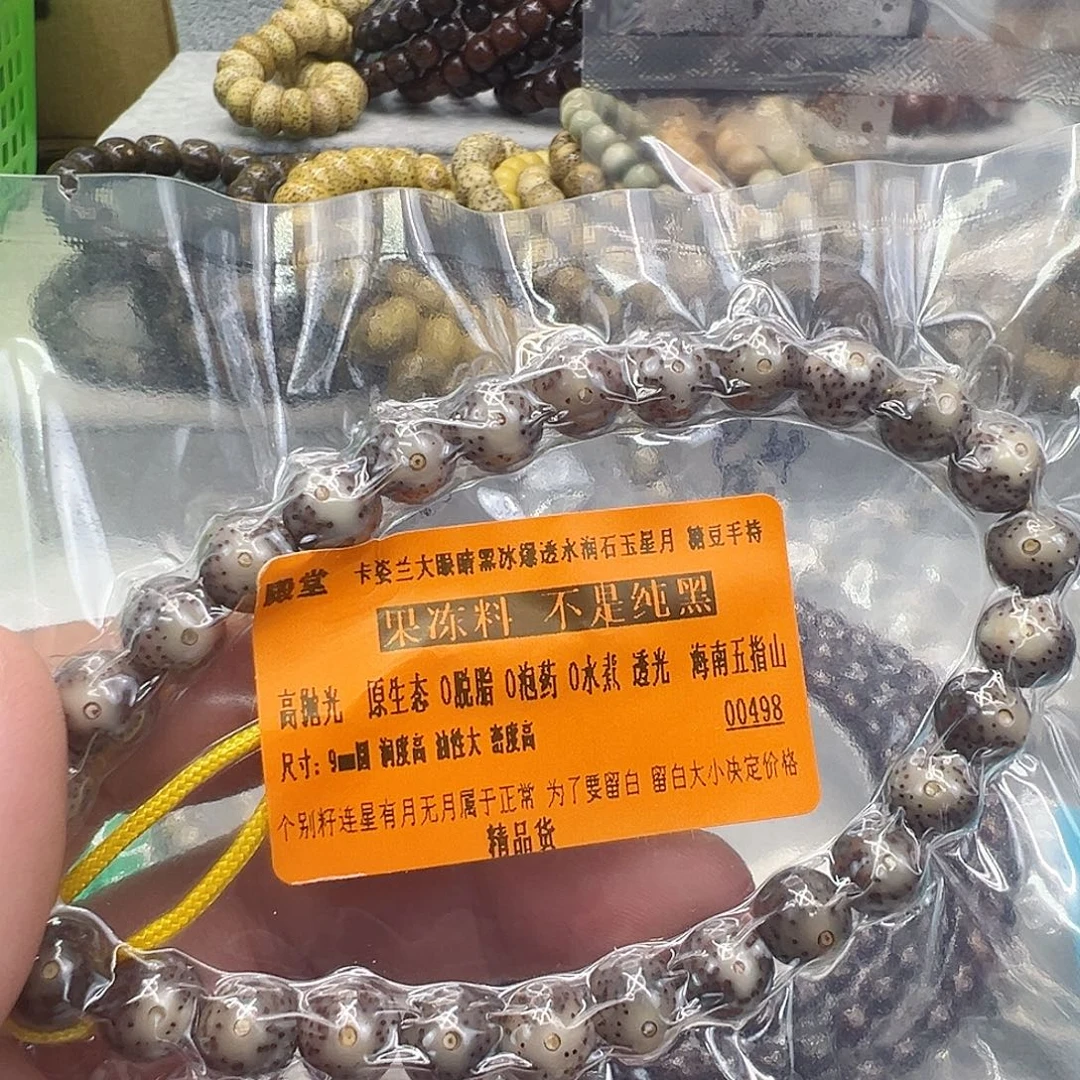 殿堂 卡姿兰大眼睛黑冰爆透水润石玉星月 糖豆手持
果冻料 不是纯黑
高抛光 原生态 0脱脂 0泡药 0水煮 透光 海南五指山
00498
尺寸：9mm圆 润度高 油性大 密度高
个别籽连星有月无月属于正常 为了要留白 留白大小决定价格
精品货